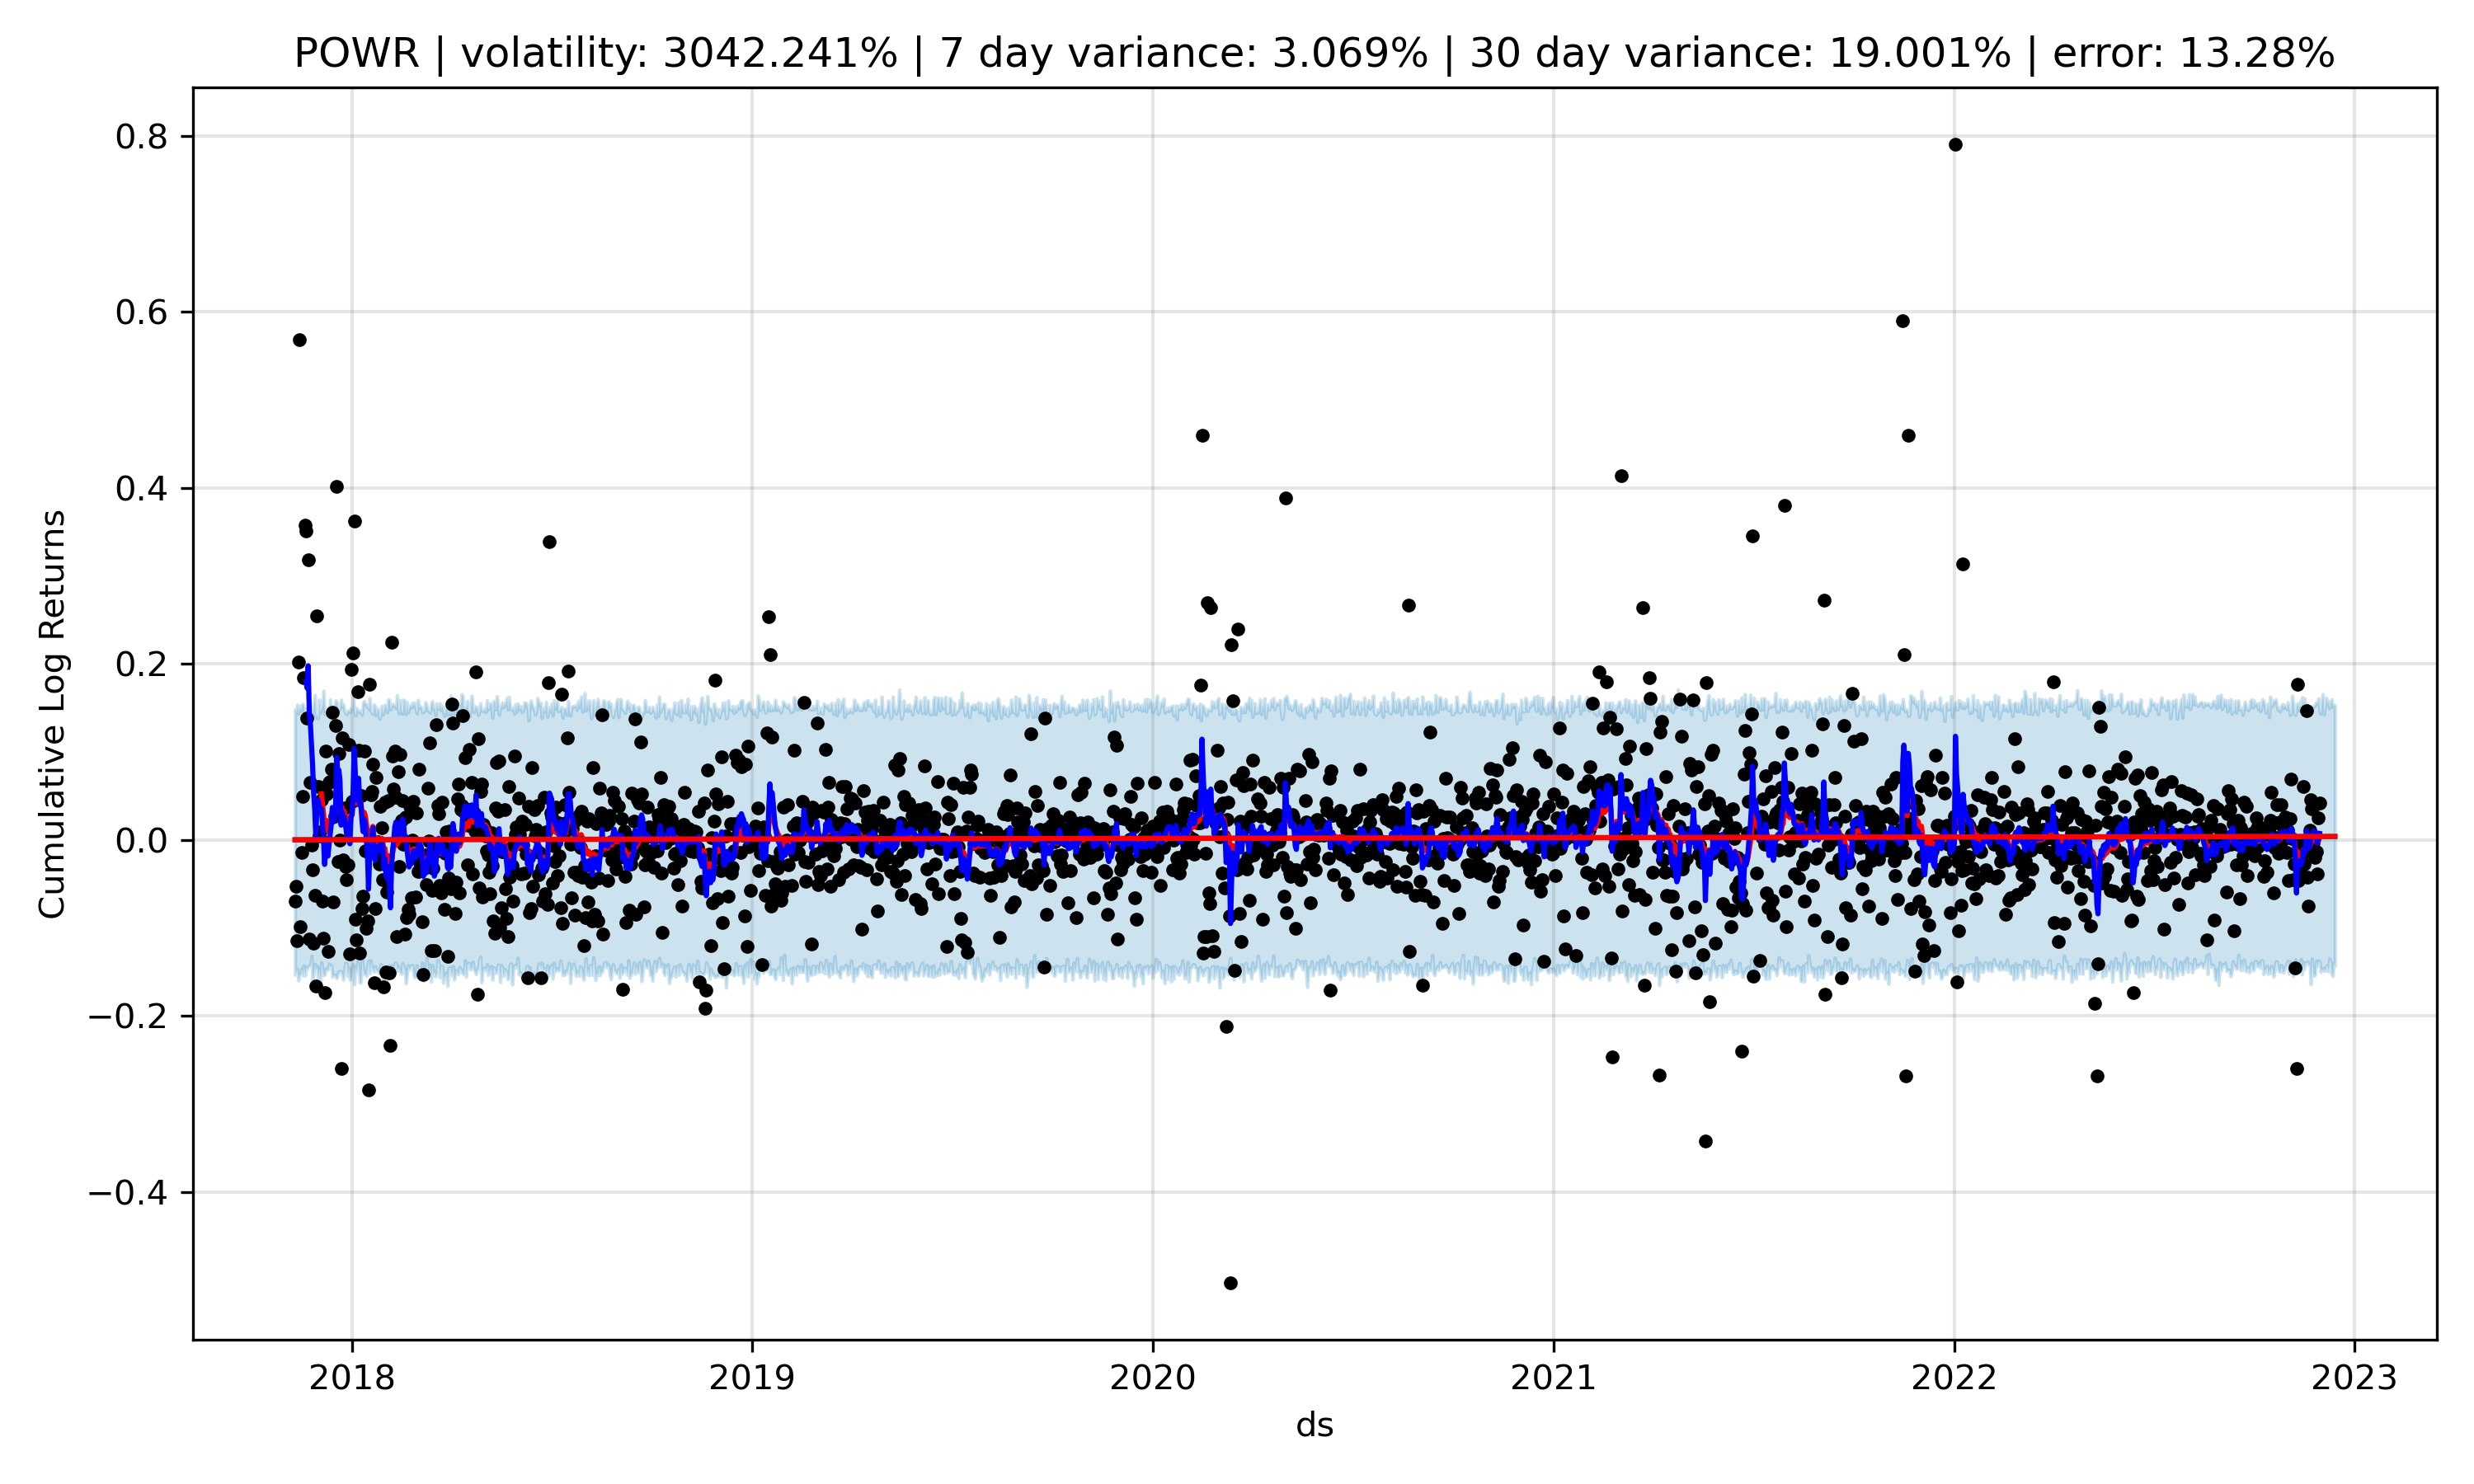 POWR | volatility: 3042.241% | 7 day variance: 3.069% | 30 day variance: 19.001% | error: 13.28%
0.8
0.6
0.4
0.2
0.0
−0.2
−0.4
Cumulative Log Returns
2018 2019 2020 2021 2022 2023
ds